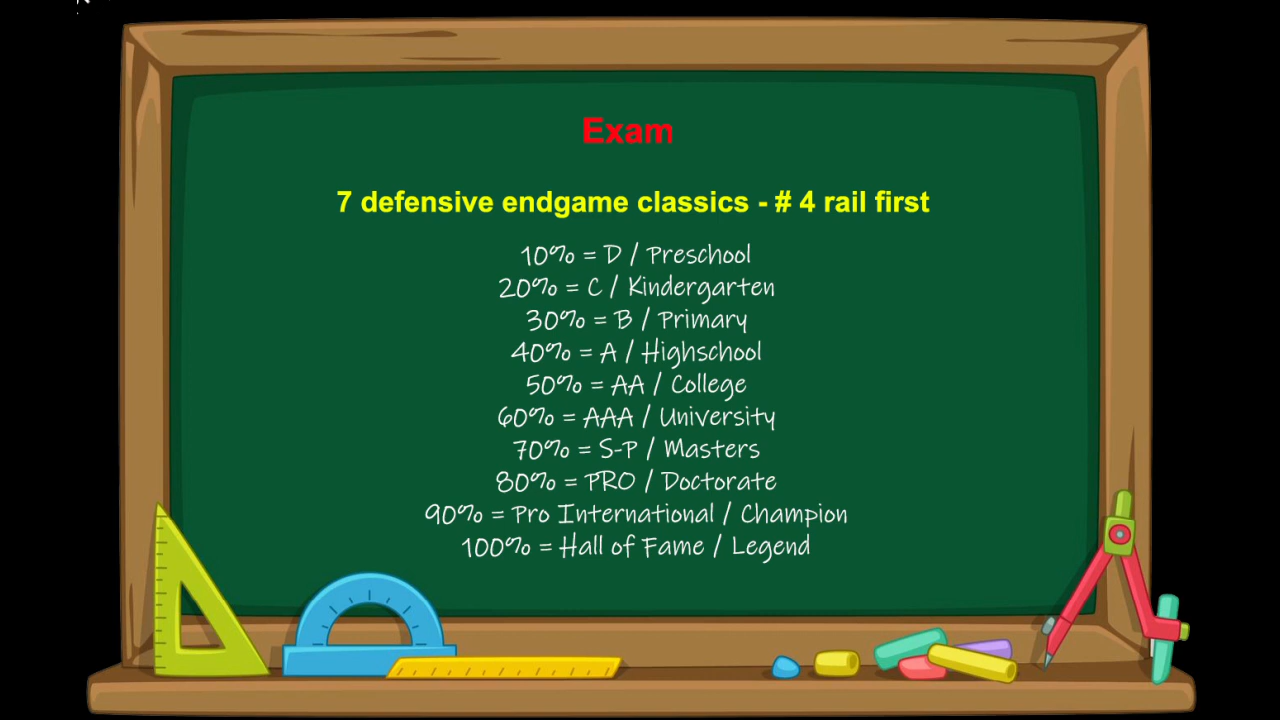 Exam
7 defensive endgame classics - # 4 rail first
10% = D / Preschool
20% = C / Kindergarten
30% = B / Primary
40% = A / Highschool
50% = AA / College
60% = AAA / University
70% = S-P / Masters
80% = PRO / Doctorate
90% = Pro International / Champion
100% = Hall of Fame / Legend